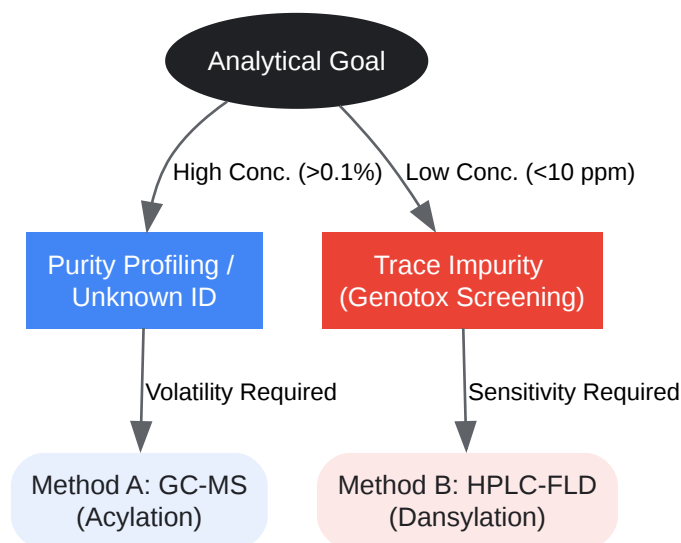 Analytical Goal
High Conc. (>0.1%)
Low Conc. (<10 ppm)
Purity Profiling /
Unknown ID
Trace Impurity
(Genotox Screening)
Volatility Required
Sensitivity Required
Method A: GC-MS
(Acylation)
Method B: HPLC-FLD
(Dansylation)